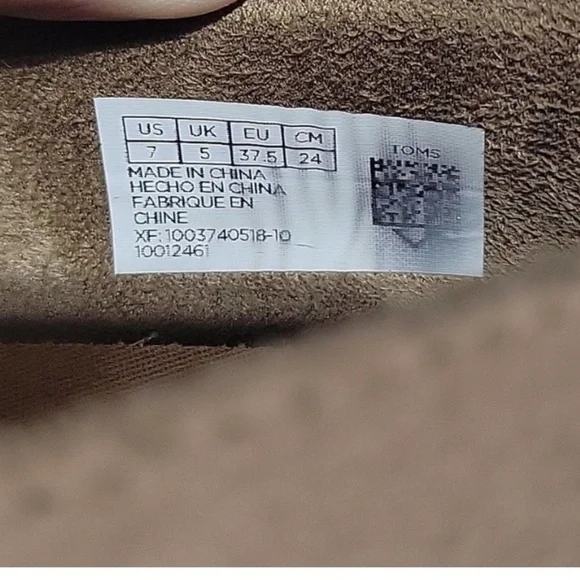 US UK EU CM
7 5 37.5 24
TOMS
MADE IN CHINA
HECHO EN CHINA
FABRIQUE EN
CHINE
XF: 1003740518-10
10012461